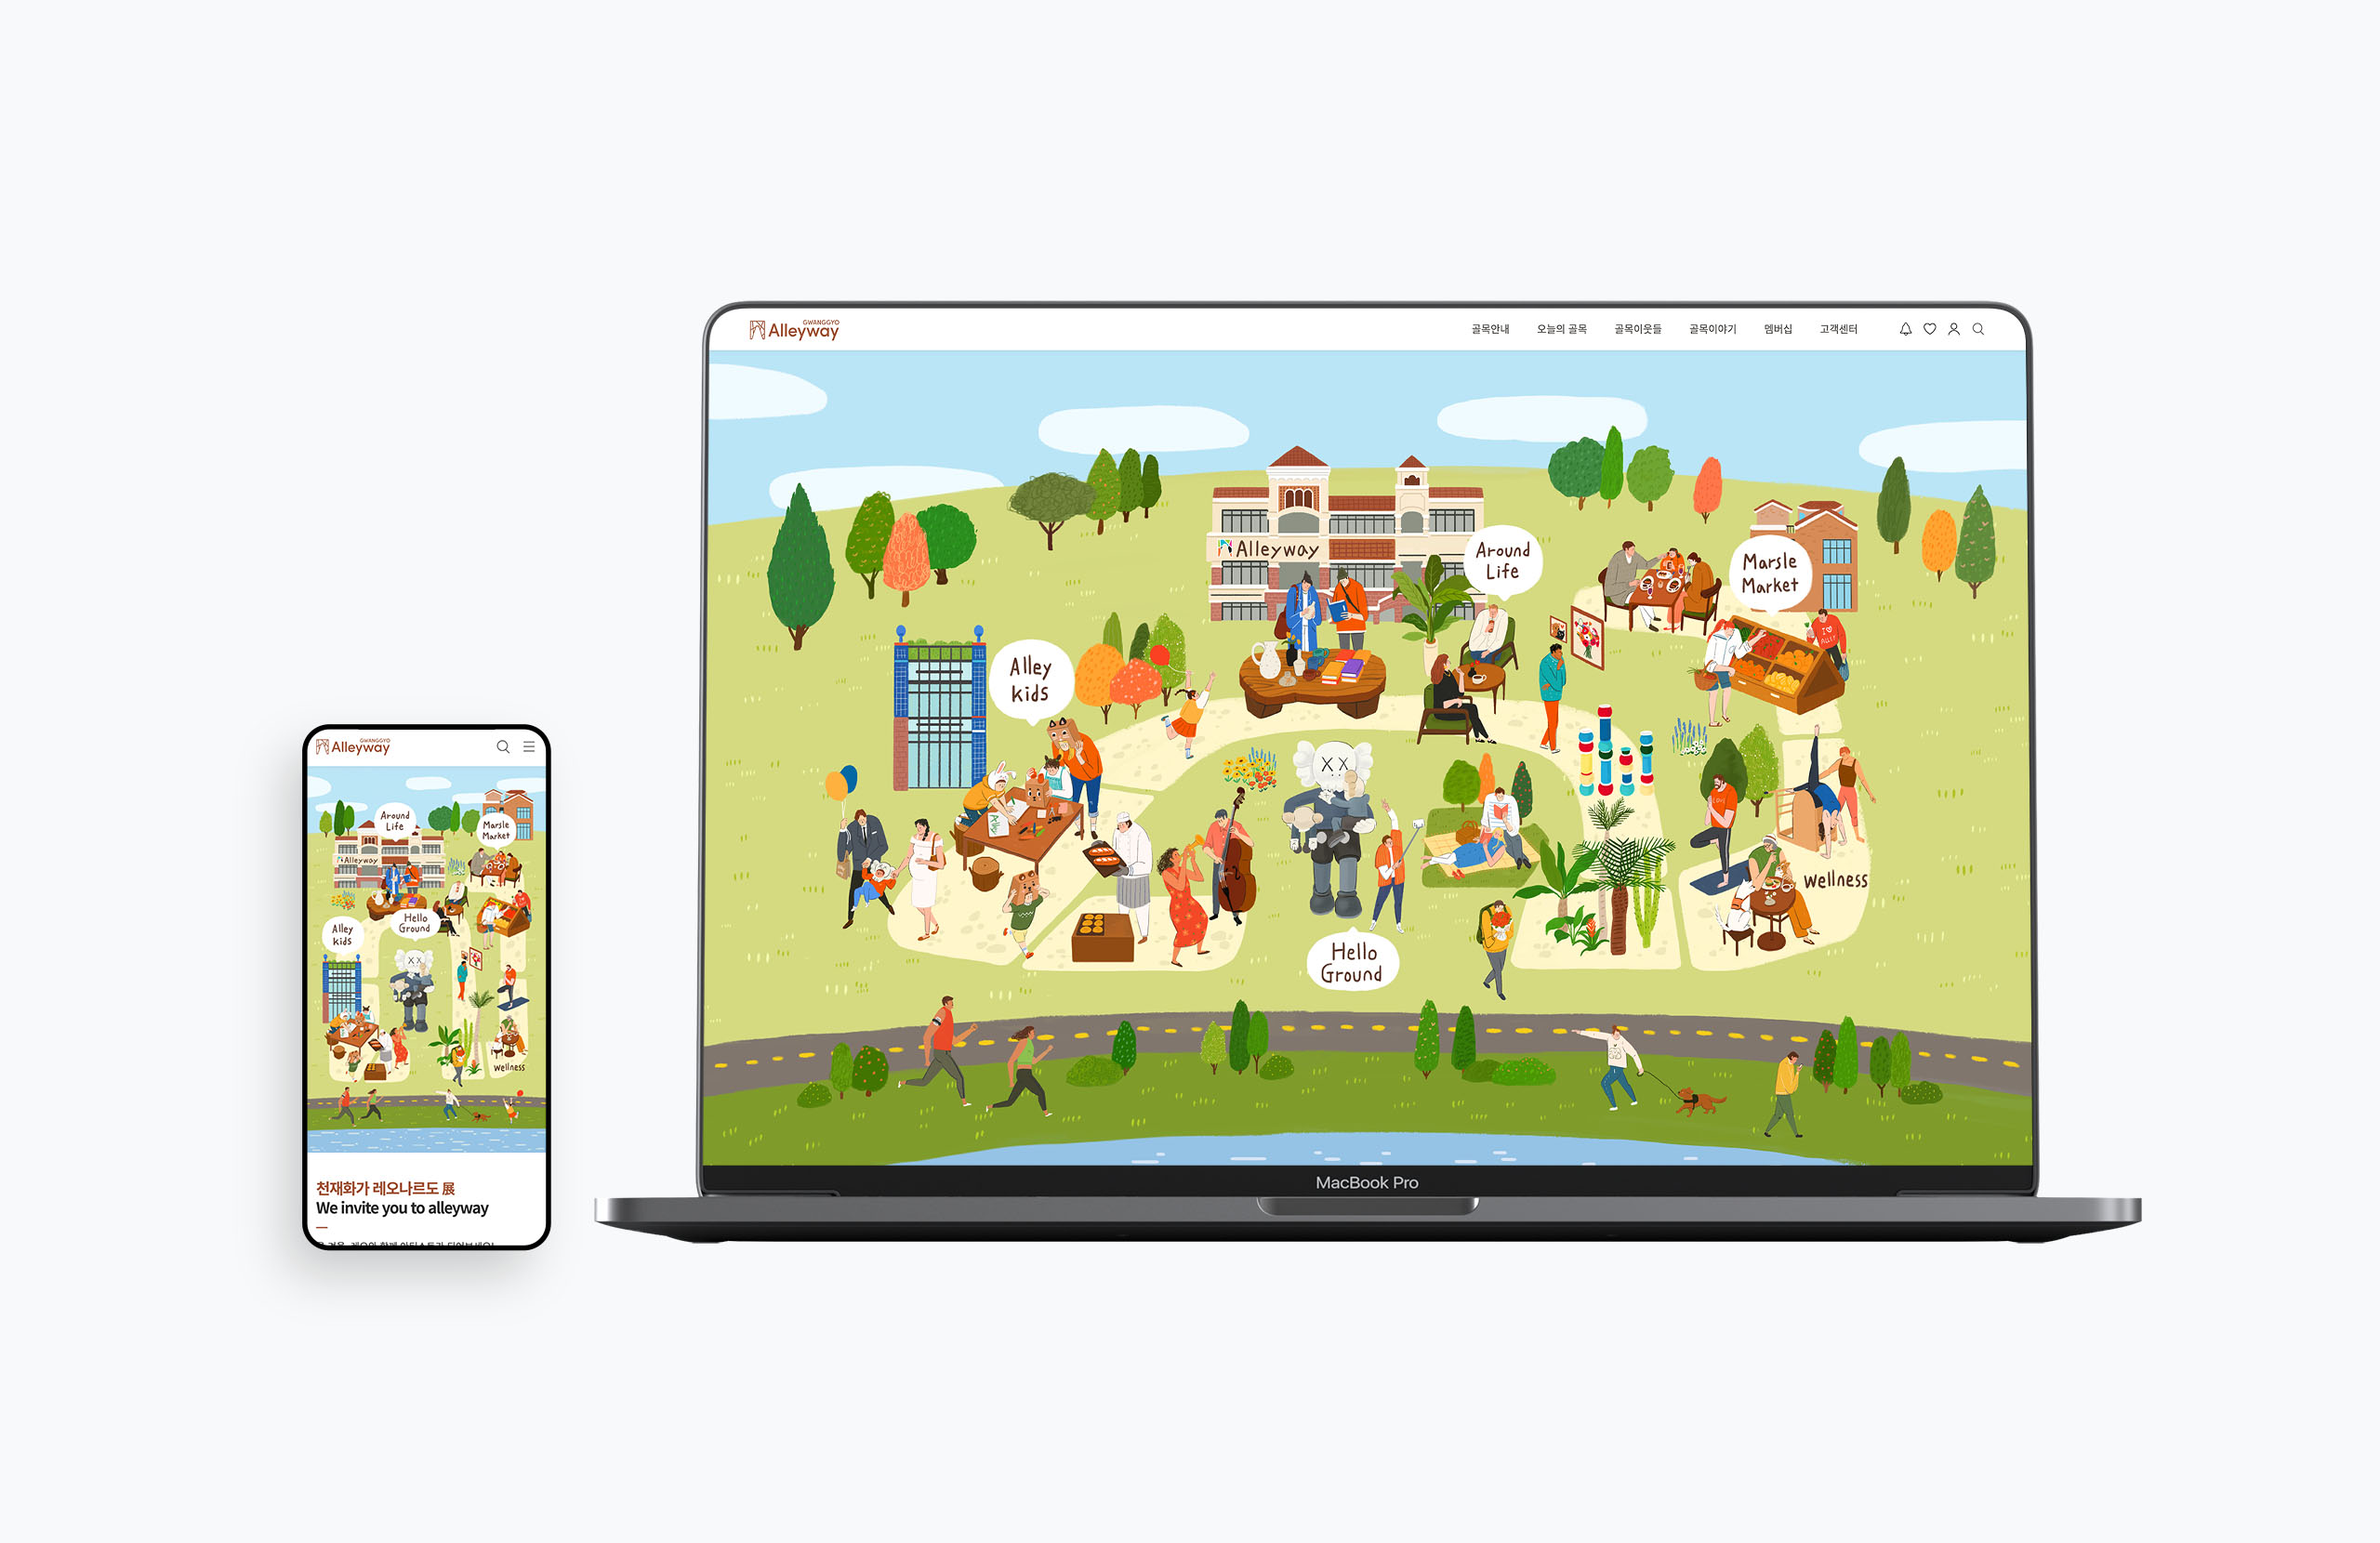 GWANGGYO
Alleyway
골목안내 오늘의 골목 골목이웃들 골목이야기 멤버십 고객센터
Alleyway
Around
Life
Marsle
Market
Alley
kids
I ♡
ALLEY
LOVE
Wellness
Hello
Ground
MacBook Pro
GWANGGYO
Alleyway
Around
Life
Marsle
Market
Alleyway
Hello
Ground
Alley
kids
Wellness
천재화가 레오나르도 展
We invite you to alleyway